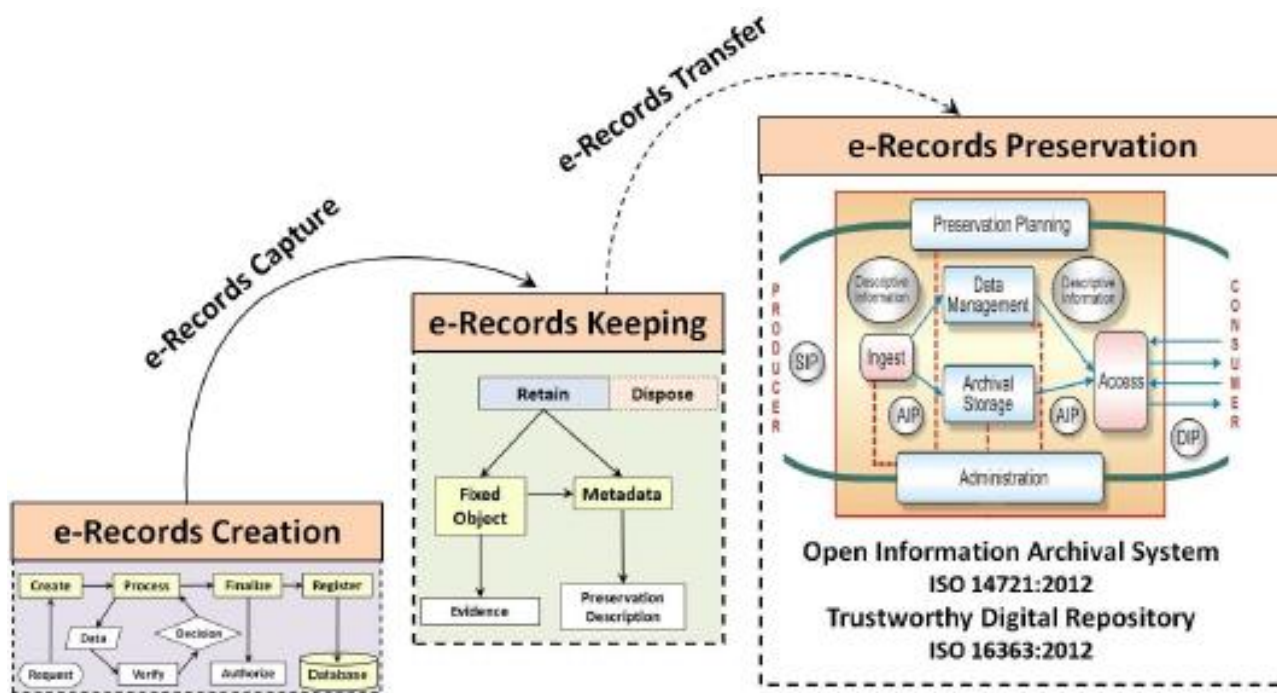 e-Records Transfer
e-Records Preservation
Preservation Planning
Descriptive
Information
Data
Management
Descriptive
Information
PRODUCER
CONSUMER
SIP
Ingest
Archival
Storage
Access
AIP
AIP
DIP
Administration
Open Information Archival System
ISO 14721:2012
Trustworthy Digital Repository
ISO 16363:2012
e-Records Capture
e-Records Keeping
Retain
Dispose
Fixed
Object
Metadata
Evidence
Preservation
Description
e-Records Creation
Create
Process
Finalize
Register
Data
Decision
Request
Verify
Authorize
Database